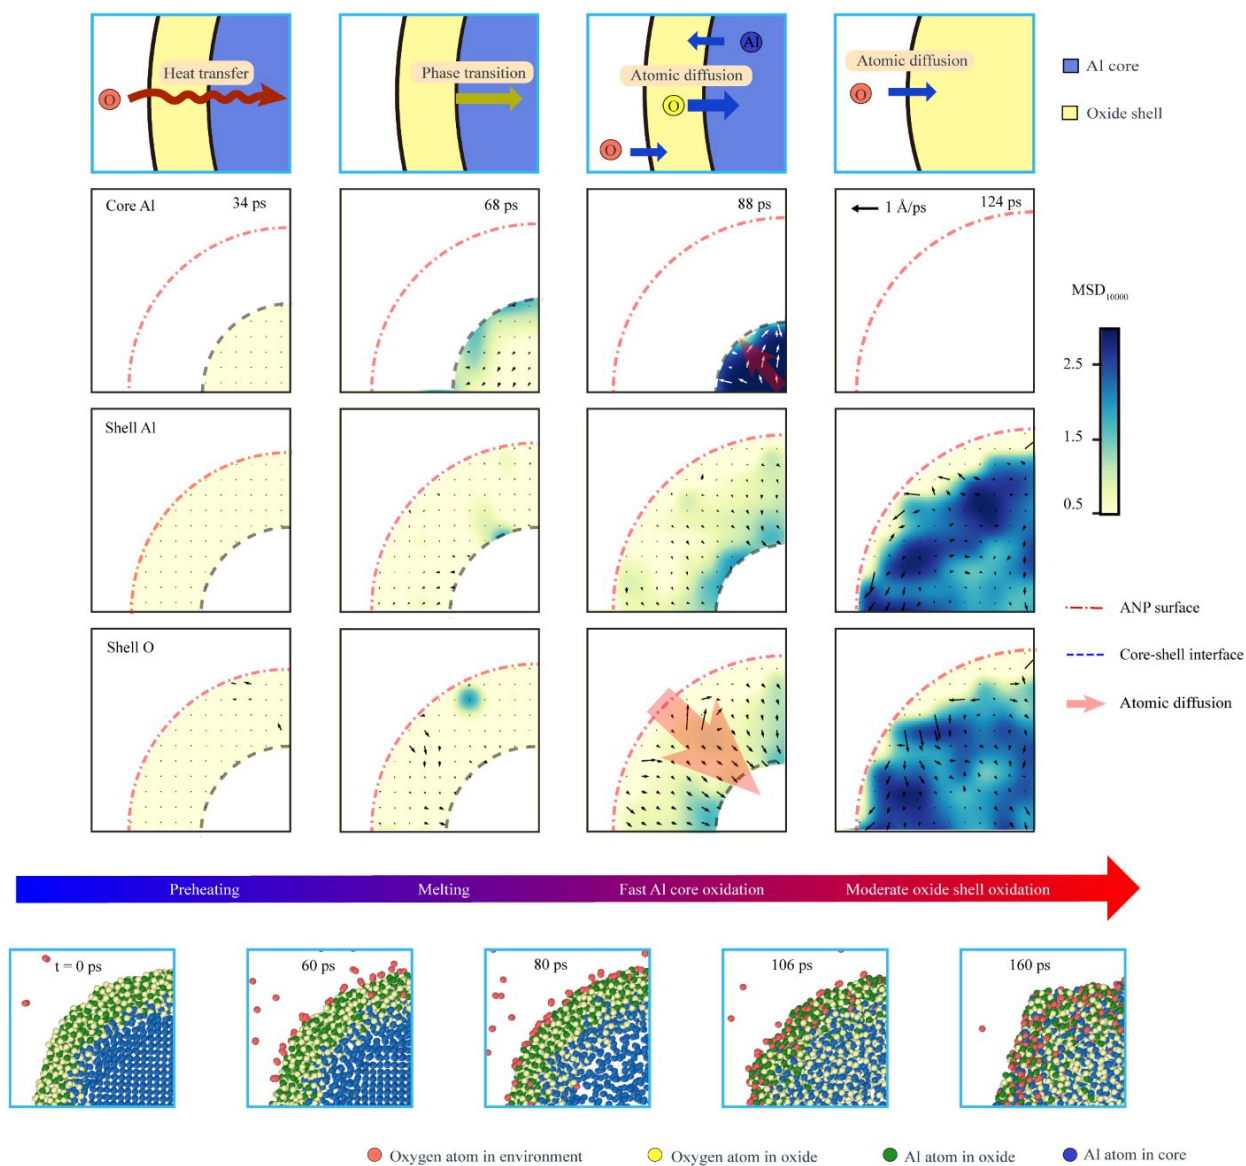 Heat transfer
O
Phase transition
Al
Atomic diffusion
O
O
Atomic diffusion
O
Al core
Oxide shell
Core Al
34 ps
68 ps
88 ps
1 Å/ps
124 ps
MSD10000
2.5
1.5
0.5
Shell Al
Shell O
ANP surface
Core-shell interface
Atomic diffusion
Preheating
Melting
Fast Al core oxidation
Moderate oxide shell oxidation
t = 0 ps
60 ps
80 ps
106 ps
160 ps
Oxygen atom in environment
Oxygen atom in oxide
Al atom in oxide
Al atom in core